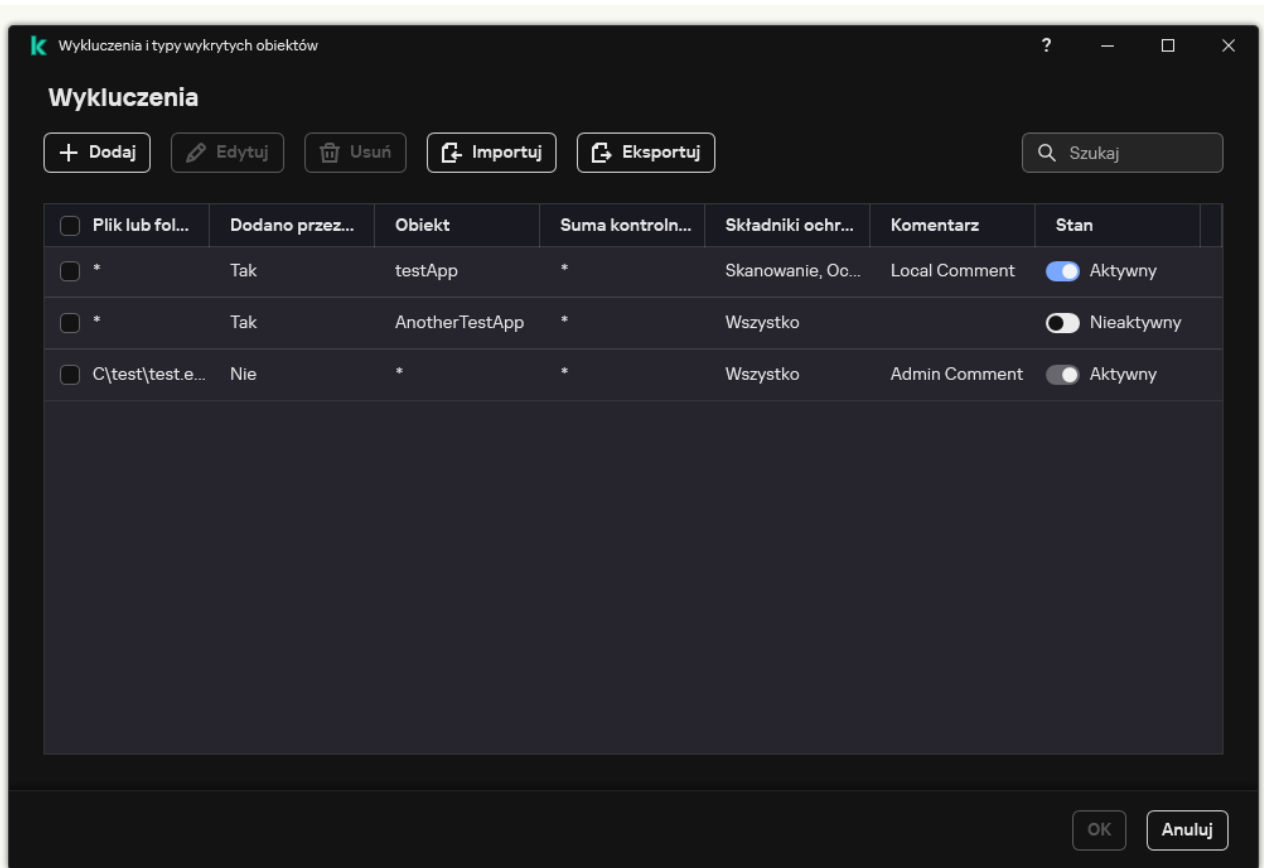 Wykluczenia i typy wykrytych obiektów ?
Wykluczenia
Dodaj Edytuj Usuń Importuj Eksportuj Szukaj
Plik lub fol... Dodano przez... Obiekt Suma kontroln... Składniki ochr... Komentarz Stan
* Tak testApp * Skanowanie, Oc... Local Comment Aktywny
* Tak AnotherTestApp * Wszystko Nieaktywny
C\test\test.e... Nie * * Wszystko Admin Comment Aktywny
OK Anuluj